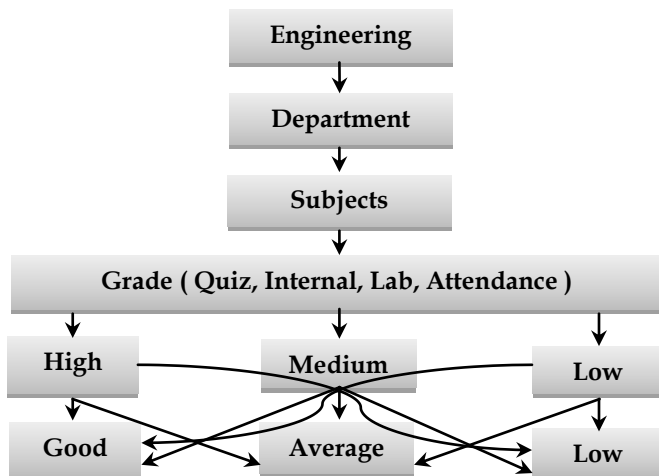 Engineering
Department
Subjects
Grade ( Quiz, Internal, Lab, Attendance )
High
Medium
Low
Good
Average
Low